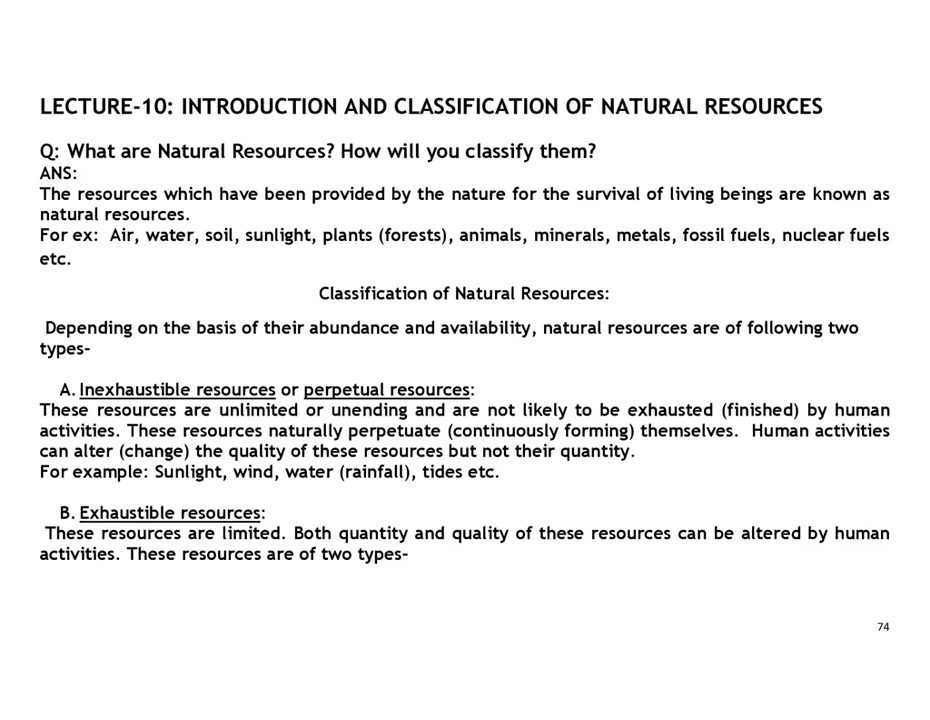 LECTURE-10: INTRODUCTION AND CLASSIFICATION OF NATURAL RESOURCES
Q: What are Natural Resources? How will you classify them?
ANS:
The resources which have been provided by the nature for the survival of living beings are known as
natural resources.
For ex: Air, water, soil, sunlight, plants (forests), animals, minerals, metals, fossil fuels, nuclear fuels
etc.
Classification of Natural Resources:
Depending on the basis of their abundance and availability, natural resources are of following two
types-
A. Inexhaustible resources or perpetual resources:
These resources are unlimited or unending and are not likely to be exhausted (finished) by human
activities. These resources naturally perpetuate (continuously forming) themselves. Human activities
can alter (change) the quality of these resources but not their quantity.
For example: Sunlight, wind, water (rainfall), tides etc.
B. Exhaustible resources:
These resources are limited. Both quantity and quality of these resources can be altered by human
activities. These resources are of two types-
74